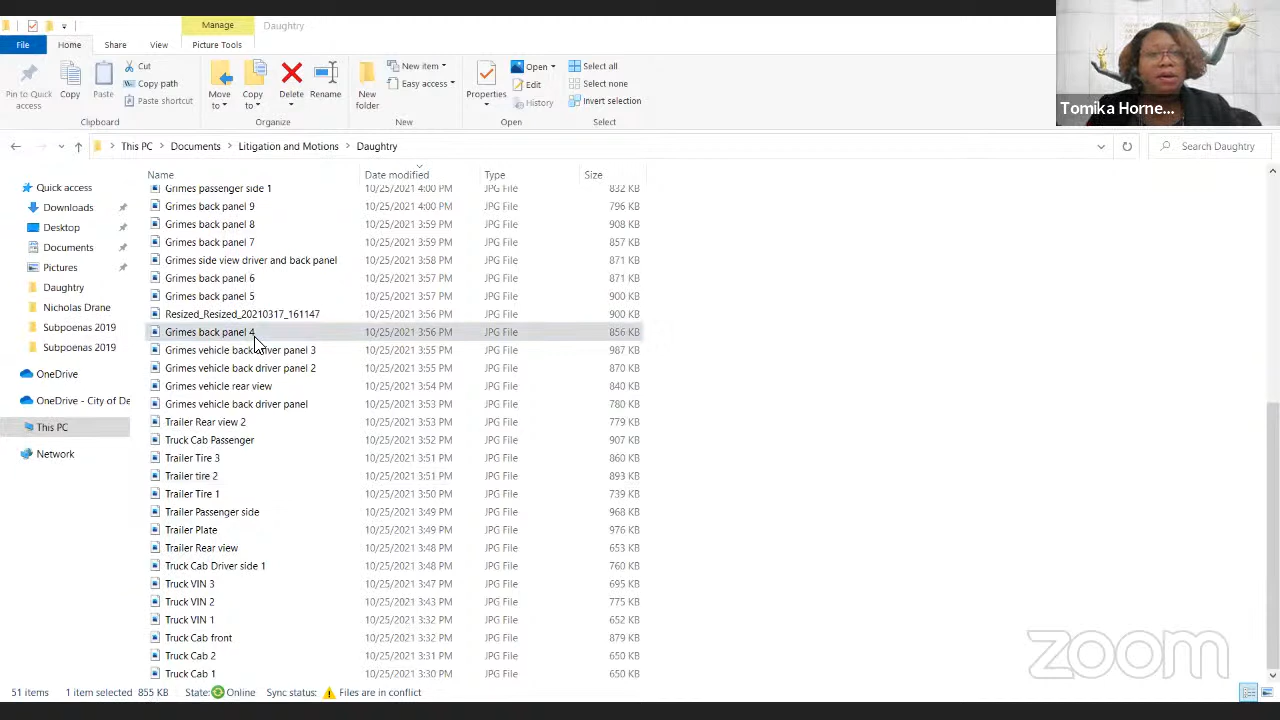 Manage
Daughtry
File
Home
Share
View
Picture Tools
Pin to Quick access
Copy
Paste
Cut
Copy path
Paste shortcut
Clipboard
Move to
Copy to
Delete
Rename
Organize
New folder
New item
Easy access
New
Properties
Open
Edit
History
Open
Select all
Select none
Invert selection
Select
Tomika Horne...
This PC > Documents > Litigation and Motions > Daughtry
Search Daughtry
Name Date modified Type Size
Quick access
Downloads
Desktop
Documents
Pictures
Daughtry
Nicholas Drane
Subpoenas 2019
Subpoenas 2019
OneDrive
OneDrive - City of De
This PC
Network
Grimes passenger side 1 10/25/2021 4:00 PM JPG File 832 KB
Grimes back panel 9 10/25/2021 4:00 PM JPG File 796 KB
Grimes back panel 8 10/25/2021 3:59 PM JPG File 908 KB
Grimes back panel 7 10/25/2021 3:59 PM JPG File 857 KB
Grimes side view driver and back panel 10/25/2021 3:58 PM JPG File 871 KB
Grimes back panel 6 10/25/2021 3:57 PM JPG File 871 KB
Grimes back panel 5 10/25/2021 3:57 PM JPG File 900 KB
Resized_Resized_20210317_161147 10/25/2021 3:56 PM JPG File 900 KB
Grimes back panel 4 10/25/2021 3:56 PM JPG File 856 KB
Grimes vehicle back driver panel 3 10/25/2021 3:55 PM JPG File 987 KB
Grimes vehicle back driver panel 2 10/25/2021 3:55 PM JPG File 870 KB
Grimes vehicle rear view 10/25/2021 3:54 PM JPG File 840 KB
Grimes vehicle back driver panel 10/25/2021 3:53 PM JPG File 780 KB
Trailer Rear view 2 10/25/2021 3:53 PM JPG File 779 KB
Truck Cab Passenger 10/25/2021 3:52 PM JPG File 907 KB
Trailer Tire 3 10/25/2021 3:51 PM JPG File 860 KB
Trailer tire 2 10/25/2021 3:51 PM JPG File 893 KB
Trailer Tire 1 10/25/2021 3:50 PM JPG File 739 KB
Trailer Passenger side 10/25/2021 3:49 PM JPG File 968 KB
Trailer Plate 10/25/2021 3:49 PM JPG File 976 KB
Trailer Rear view 10/25/2021 3:48 PM JPG File 653 KB
Truck Cab Driver side 1 10/25/2021 3:48 PM JPG File 760 KB
Truck VIN 3 10/25/2021 3:47 PM JPG File 695 KB
Truck VIN 2 10/25/2021 3:43 PM JPG File 775 KB
Truck VIN 1 10/25/2021 3:32 PM JPG File 652 KB
Truck Cab front 10/25/2021 3:32 PM JPG File 879 KB
Truck Cab 2 10/25/2021 3:31 PM JPG File 650 KB
Truck Cab 1 10/25/2021 3:30 PM JPG File 650 KB
zoom
51 items 1 item selected 855 KB State: Online Sync status: Files are in conflict